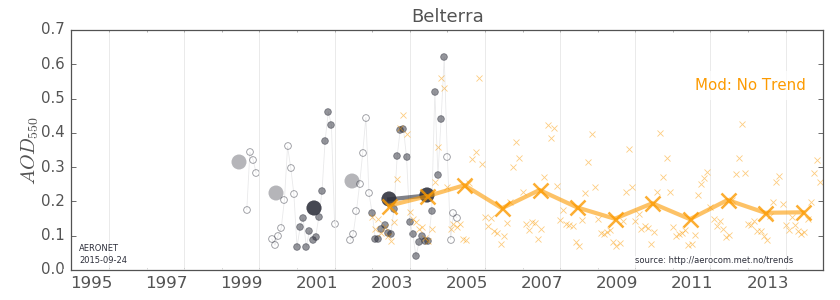 Belterra
0.7
0.6
0.5
0.4
0.3
0.2
0.1
0.0
AOD550
Mod: No Trend
AERONET
2015-09-24
source: http://aerocom.met.no/trends
1995 1997 1999 2001 2003 2005 2007 2009 2011 2013